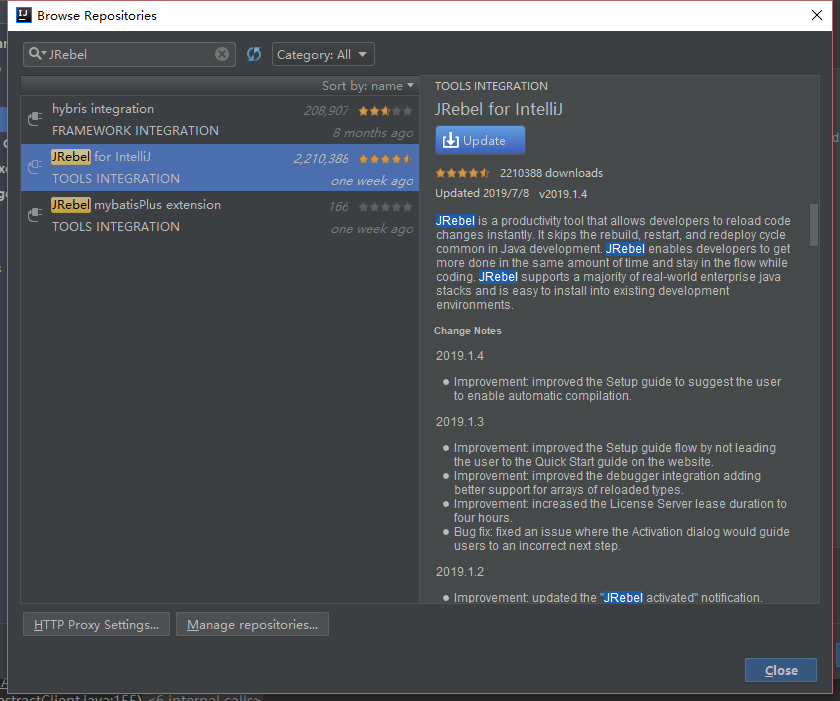 Browse Repositories
JRebel
Category: All
Sort by: name
hybris integration 208,907
FRAMEWORK INTEGRATION 8 months ago
JRebel for IntelliJ 2,210,388
TOOLS INTEGRATION one week ago
JRebel mybatisPlus extension 166
TOOLS INTEGRATION one week ago
TOOLS INTEGRATION
JRebel for IntelliJ
Update
2210388 downloads
Updated 2019/7/8 v2019.1.4
JRebel is a productivity tool that allows developers to reload code
changes instantly. It skips the rebuild, restart, and redeploy cycle
common in Java development. JRebel enables developers to get
more done in the same amount of time and stay in the flow while
coding. JRebel supports a majority of real-world enterprise java
stacks and is easy to install into existing development
environments.
Change Notes
2019.1.4
● Improvement: improved the Setup guide to suggest the user
to enable automatic compilation.
2019.1.3
● Improvement: improved the Setup guide flow by not leading
the user to the Quick Start guide on the website.
● Improvement: improved the debugger integration adding
better support for arrays of reloaded types.
● Improvement: increased the License Server lease duration to
four hours.
● Bug fix: fixed an issue where the Activation dialog would guide
users to an incorrect next step.
2019.1.2
● Improvement: updated the "JRebel activated" notification.
HTTP Proxy Settings...
Manage repositories...
Close
stractClient.java:155) <6 internal calls>